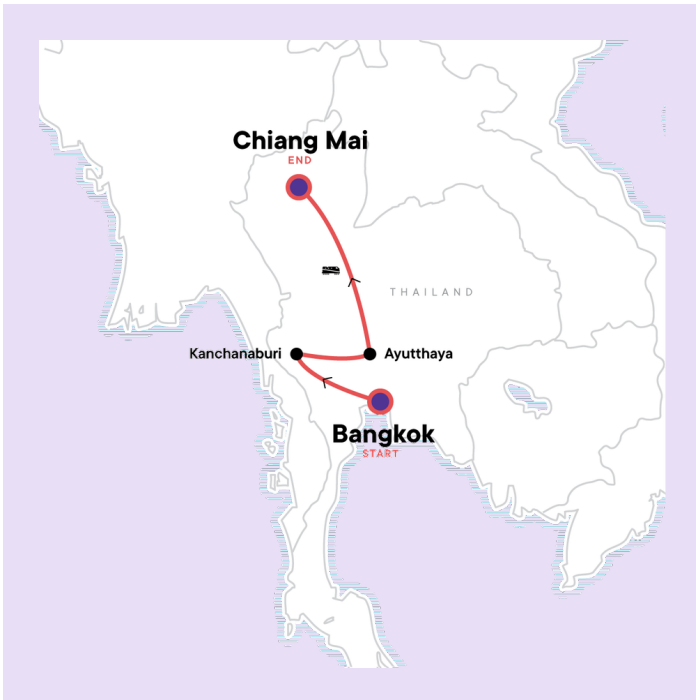 Chiang Mai
END
THAILAND
Kanchanaburi
Ayutthaya
Bangkok
START